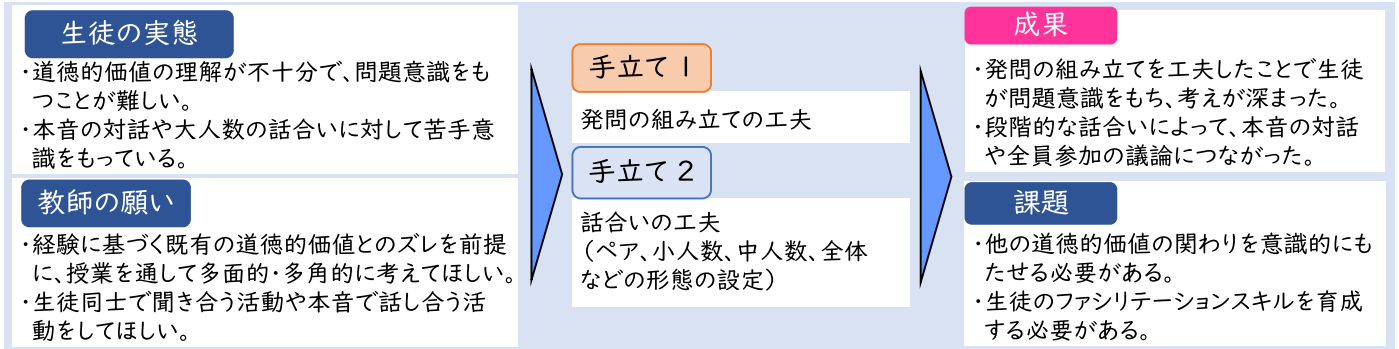 生徒の実態
・道徳的価値の理解が不十分で、問題意識をも
つことが難しい。
・本音の対話や大人数の話合いに対して苦手意
識をもっている。
教師の願い
・経験に基づく既有の道徳的価値とのズレを前提
に、授業を通して多面的・多角的に考えてほしい。
・生徒同士で聞き合う活動や本音で話し合う活
動をしてほしい。
手立て1
発問の組み立ての工夫
手立て2
話合いの工夫
（ペア、小人数、中人数、全体
などの形態の設定）
成果
・発問の組み立てを工夫したことで生徒
が問題意識をもち、考えが深まった。
・段階的な話合いによって、本音の対話
や全員参加の議論につながった。
課題
・他の道徳的価値の関わりを意識的にも
たせる必要がある。
・生徒のファシリテーションスキルを育成
する必要がある。